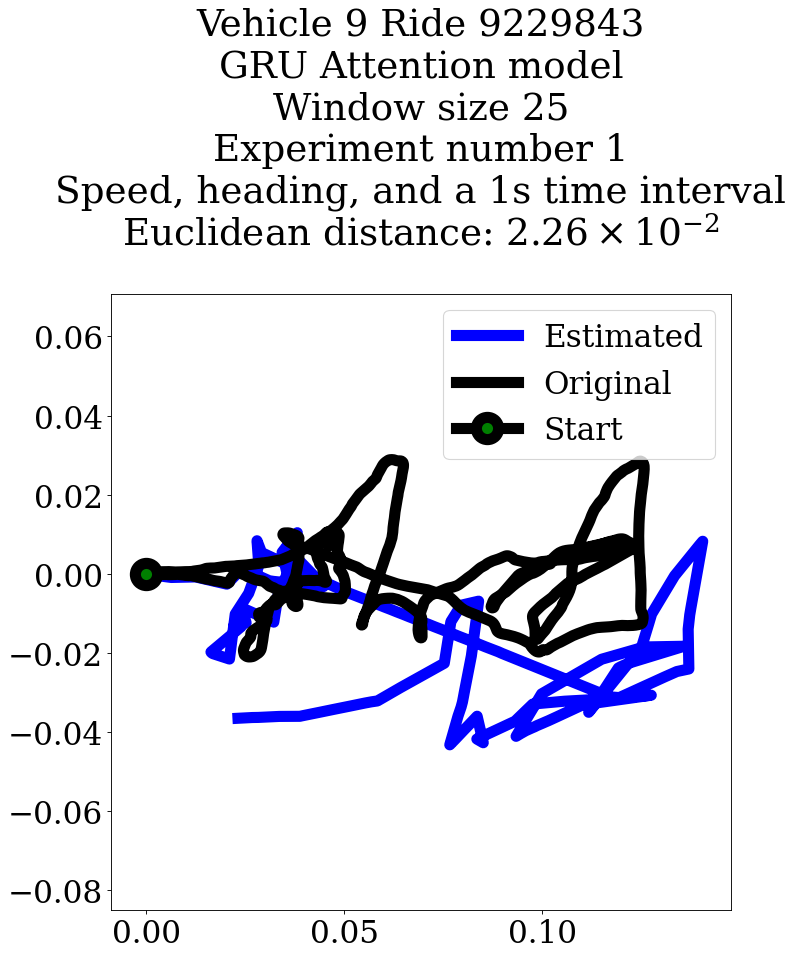 Vehicle 9 Ride 9229843
GRU Attention model
Window size 25
Experiment number 1
Speed, heading, and a 1s time interval
Euclidean distance: 2.26 × 10⁻²
Estimated
Original
Start
0.06
0.04
0.02
0.00
−0.02
−0.04
−0.06
−0.08
0.00 0.05 0.10